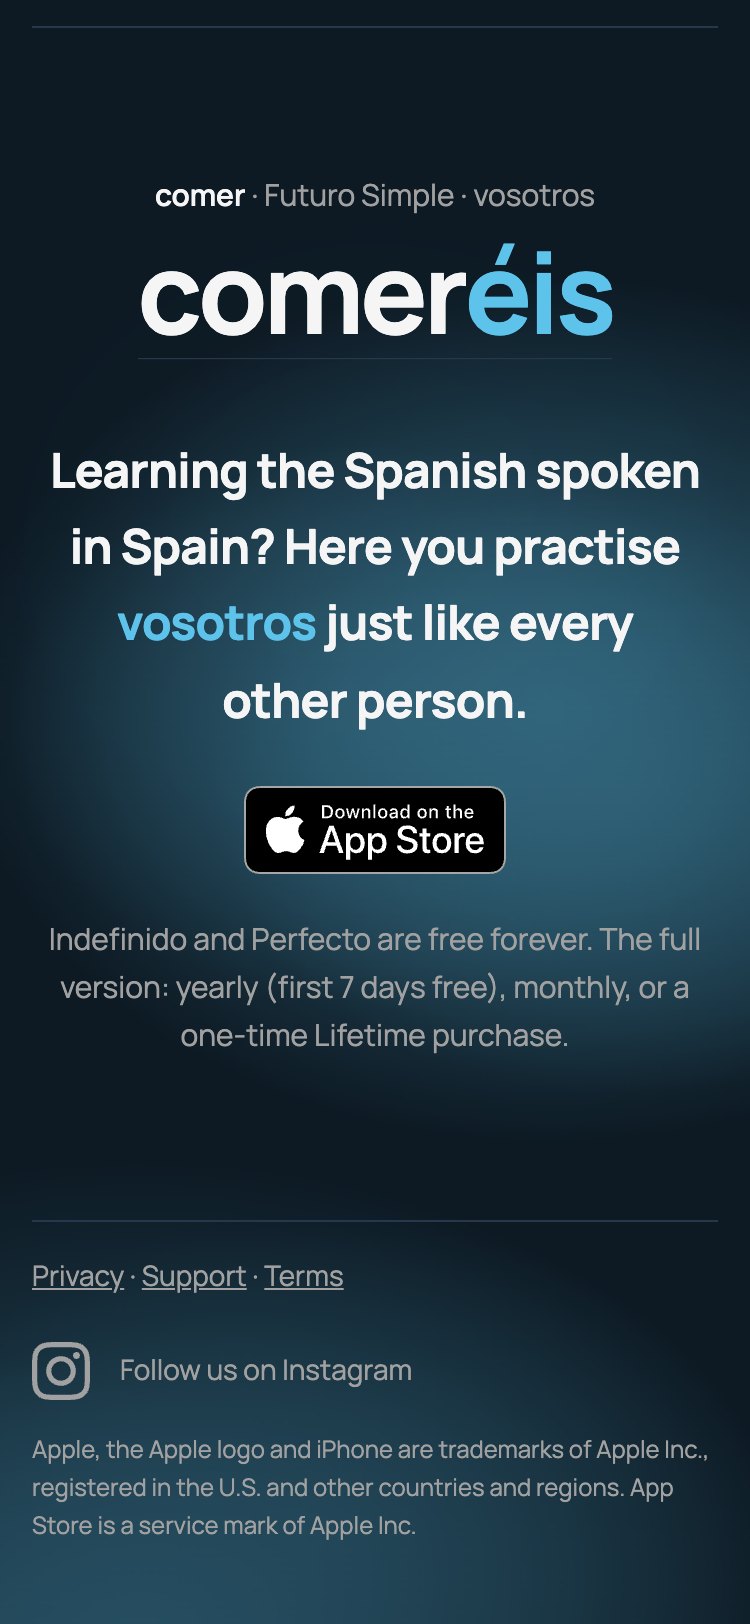 comer · Futuro Simple · vosotros
comeréis
Learning the Spanish spoken
in Spain? Here you practise
vosotros just like every
other person.
Download on the
App Store
Indefinido and Perfecto are free forever. The full
version: yearly (first 7 days free), monthly, or a
one-time Lifetime purchase.
Privacy · Support · Terms
Follow us on Instagram
Apple, the Apple logo and iPhone are trademarks of Apple Inc.,
registered in the U.S. and other countries and regions. App
Store is a service mark of Apple Inc.